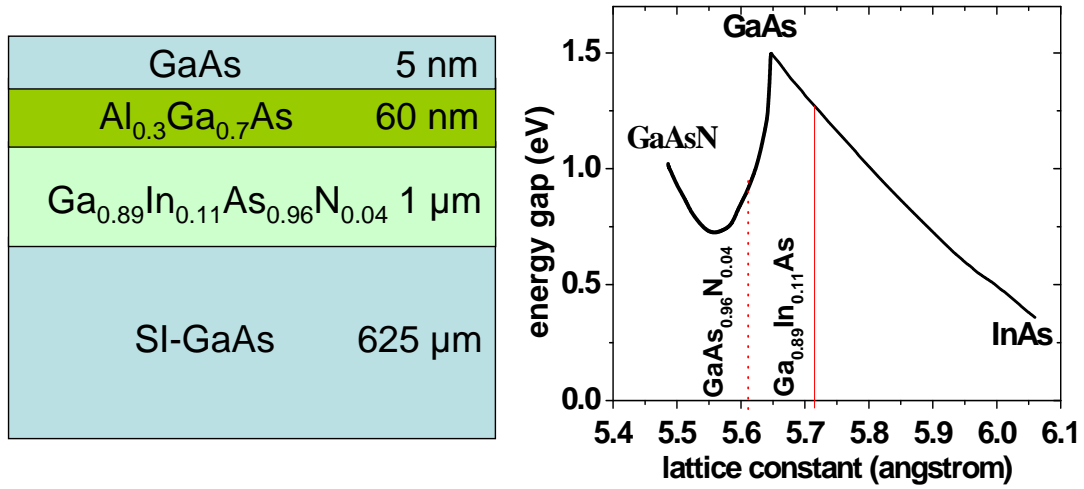 GaAs 5 nm
Al0.3Ga0.7As 60 nm
Ga0.89In0.11As0.96N0.04 1 µm
SI-GaAs 625 µm
GaAs
1.5
GaAsN
1.0
energy gap (eV)
0.5
GaAs0.96N0.04
Ga0.89In0.11As
InAs
0.0
5.4 5.5 5.6 5.7 5.8 5.9 6.0 6.1
lattice constant (angstrom)